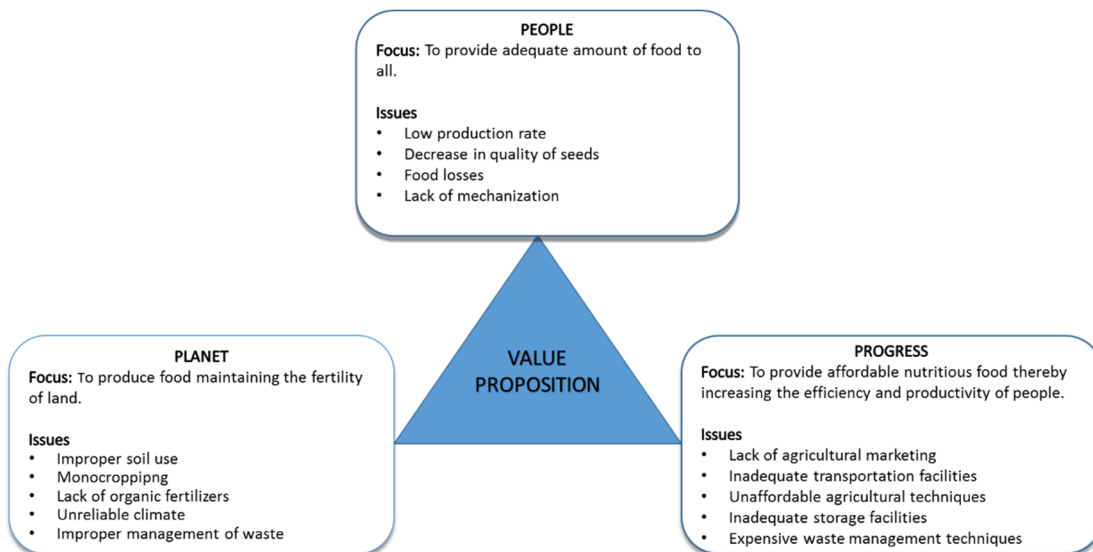 PEOPLE
Focus: To provide adequate amount of food to
all.
Issues
• Low production rate
• Decrease in quality of seeds
• Food losses
• Lack of mechanization
VALUE
PROPOSITION
PLANET
Focus: To produce food maintaining the fertility
of land.
Issues
• Improper soil use
• Monocroppipng
• Lack of organic fertilizers
• Unreliable climate
• Improper management of waste
PROGRESS
Focus: To provide affordable nutritious food thereby
increasing the efficiency and productivity of people.
Issues
• Lack of agricultural marketing
• Inadequate transportation facilities
• Unaffordable agricultural techniques
• Inadequate storage facilities
• Expensive waste management techniques